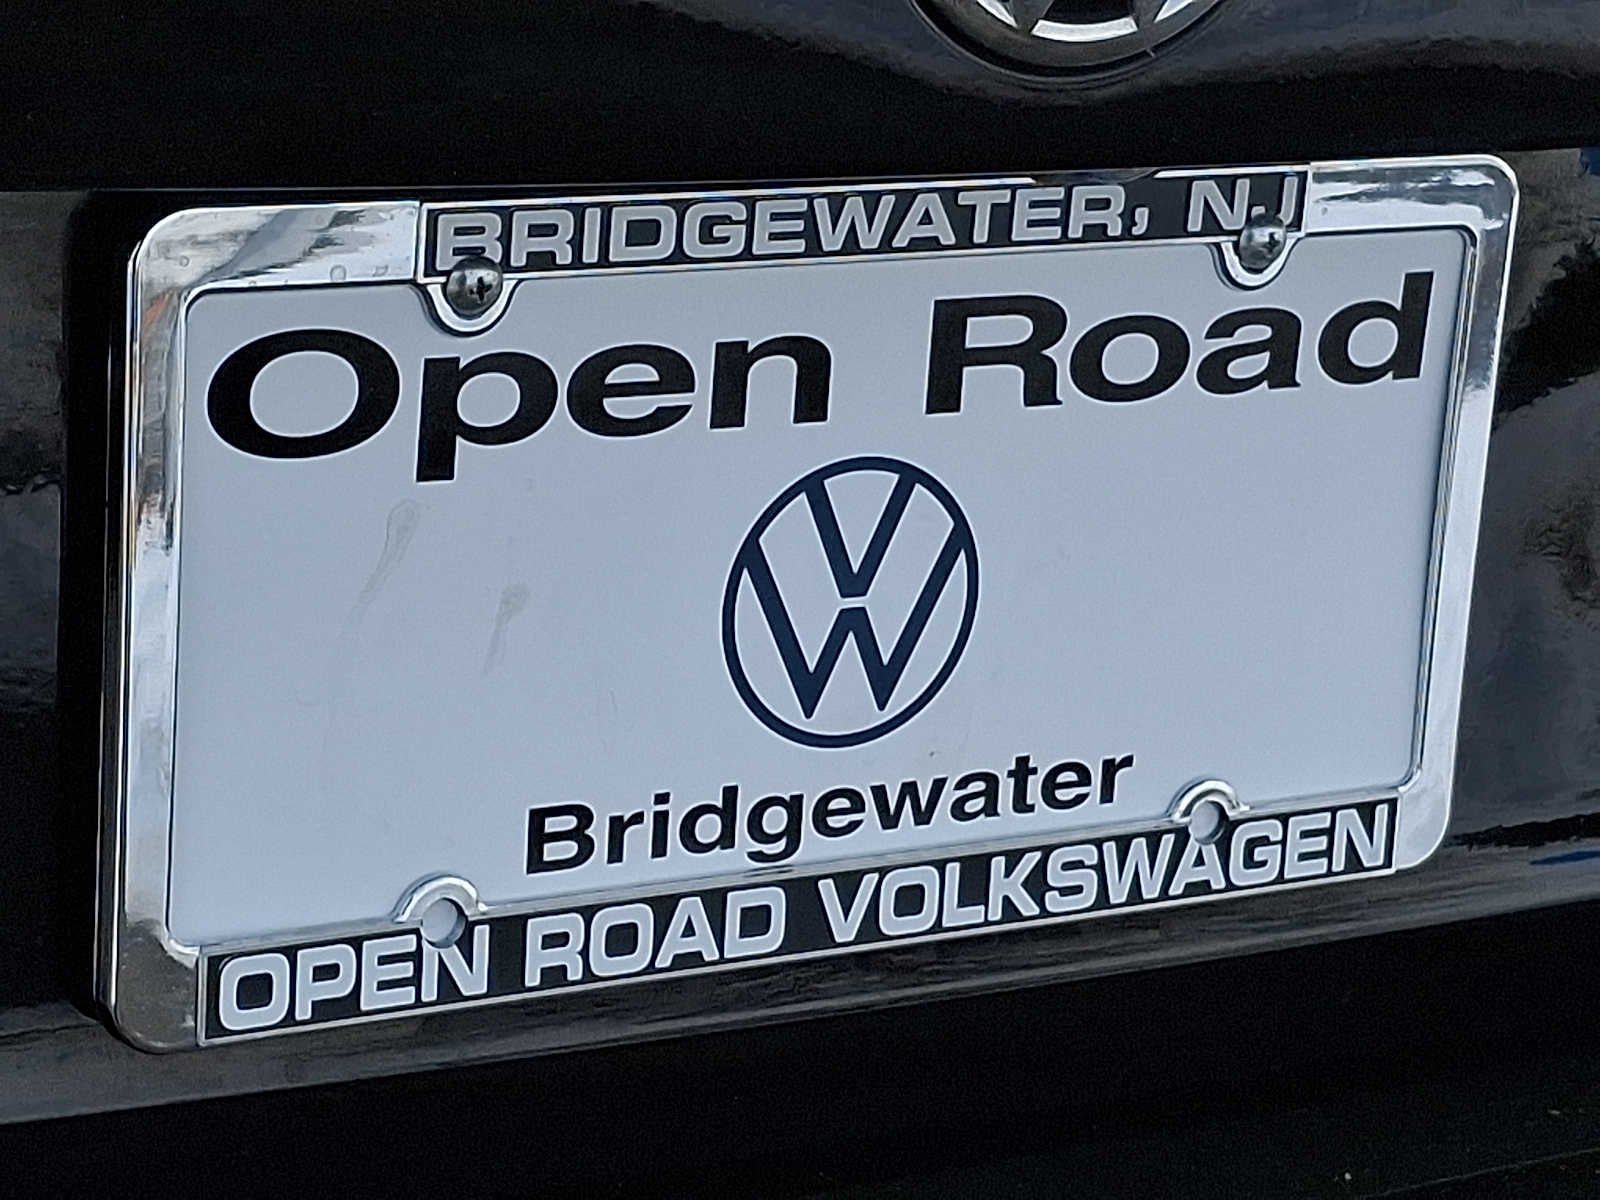 BRIDGEWATER, NJ
Open Road
Bridgewater
OPEN ROAD VOLKSWAGEN